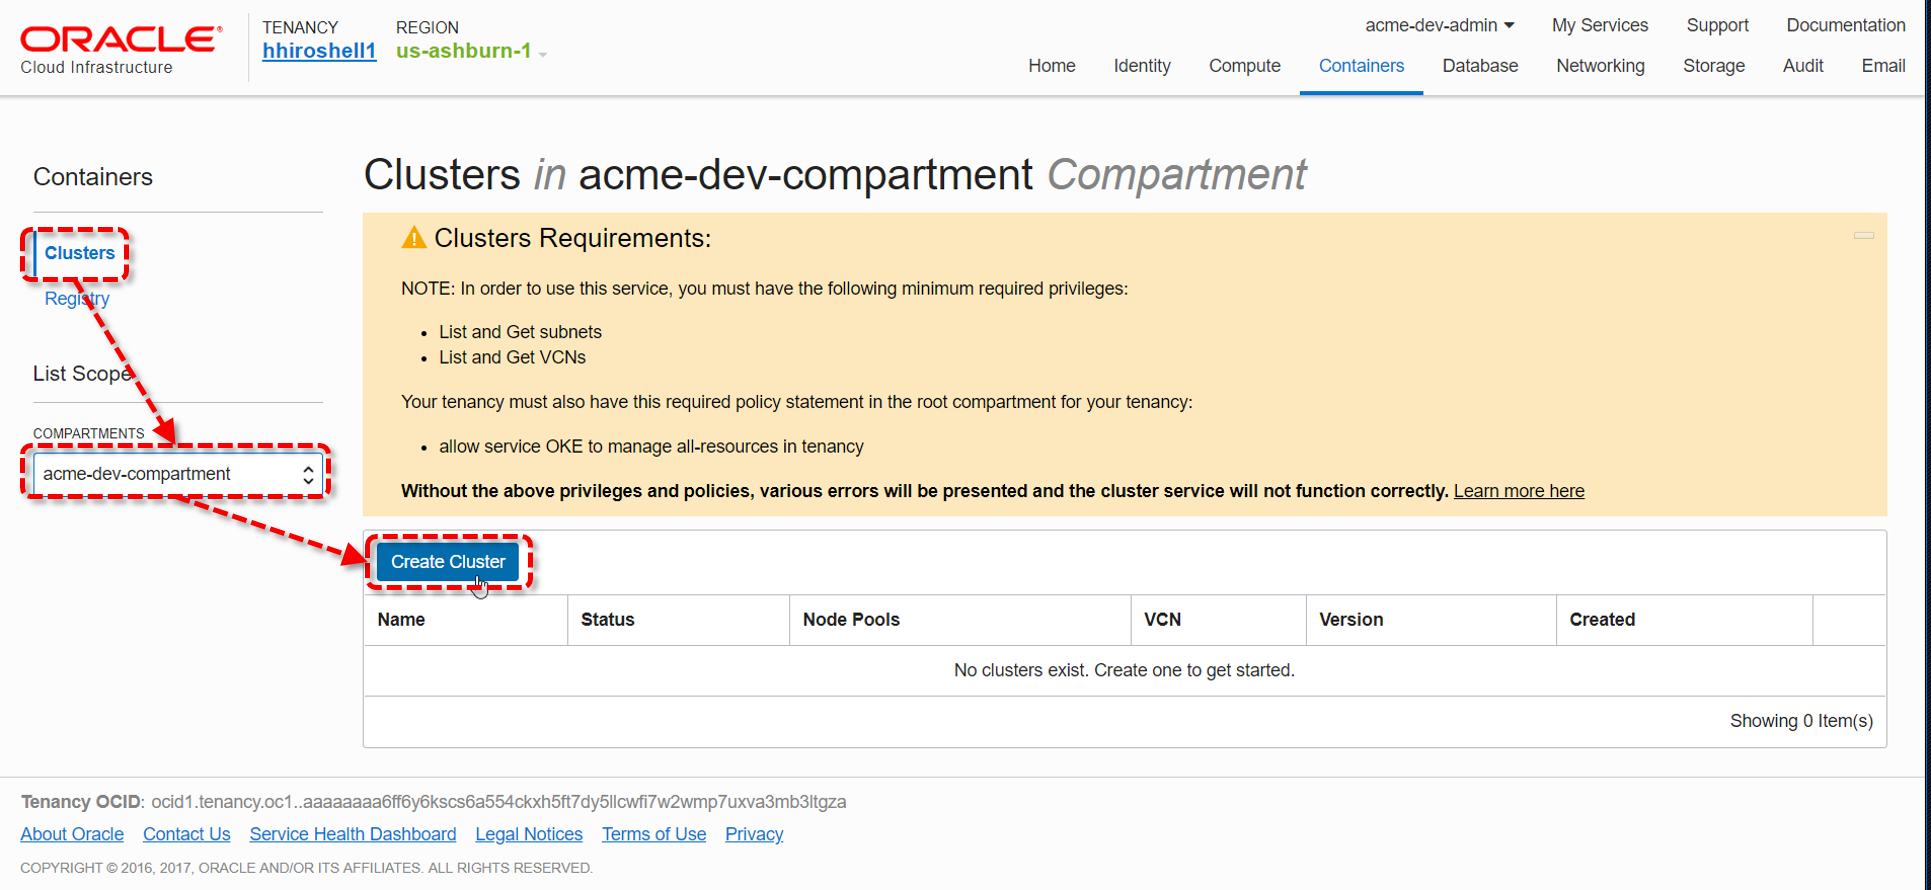 ORACLE®
Cloud Infrastructure
TENANCY
hhiroshell1
REGION
us-ashburn-1
acme-dev-admin My Services Support Documentation
Home Identity Compute Containers Database Networking Storage Audit Email
Containers
Clusters
Registry
List Scope
COMPARTMENTS
acme-dev-compartment
Clusters in acme-dev-compartment Compartment
Clusters Requirements:
NOTE: In order to use this service, you must have the following minimum required privileges:
• List and Get subnets
• List and Get VCNs
Your tenancy must also have this required policy statement in the root compartment for your tenancy:
• allow service OKE to manage all-resources in tenancy
Without the above privileges and policies, various errors will be presented and the cluster service will not function correctly. Learn more here
Create Cluster
Name Status Node Pools VCN Version Created
No clusters exist. Create one to get started.
Showing 0 Item(s)
Tenancy OCID: ocid1.tenancy.oc1..aaaaaaaa6ff6y6kscs6a554ckxh5ft7dy5llcwfi7w2wmp7uxva3mb3ltgza
About Oracle Contact Us Service Health Dashboard Legal Notices Terms of Use Privacy
COPYRIGHT © 2016, 2017, ORACLE AND/OR ITS AFFILIATES. ALL RIGHTS RESERVED.